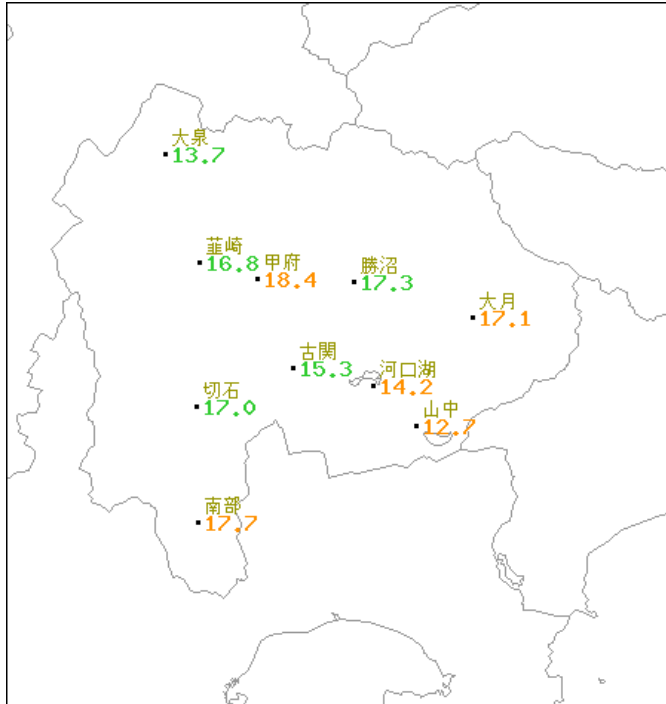 大泉
13.7
韮崎
16.8
甲府
18.4
勝沼
17.3
大月
17.1
古関
15.3
河口湖
14.2
切石
17.0
山中
12.7
南部
17.7